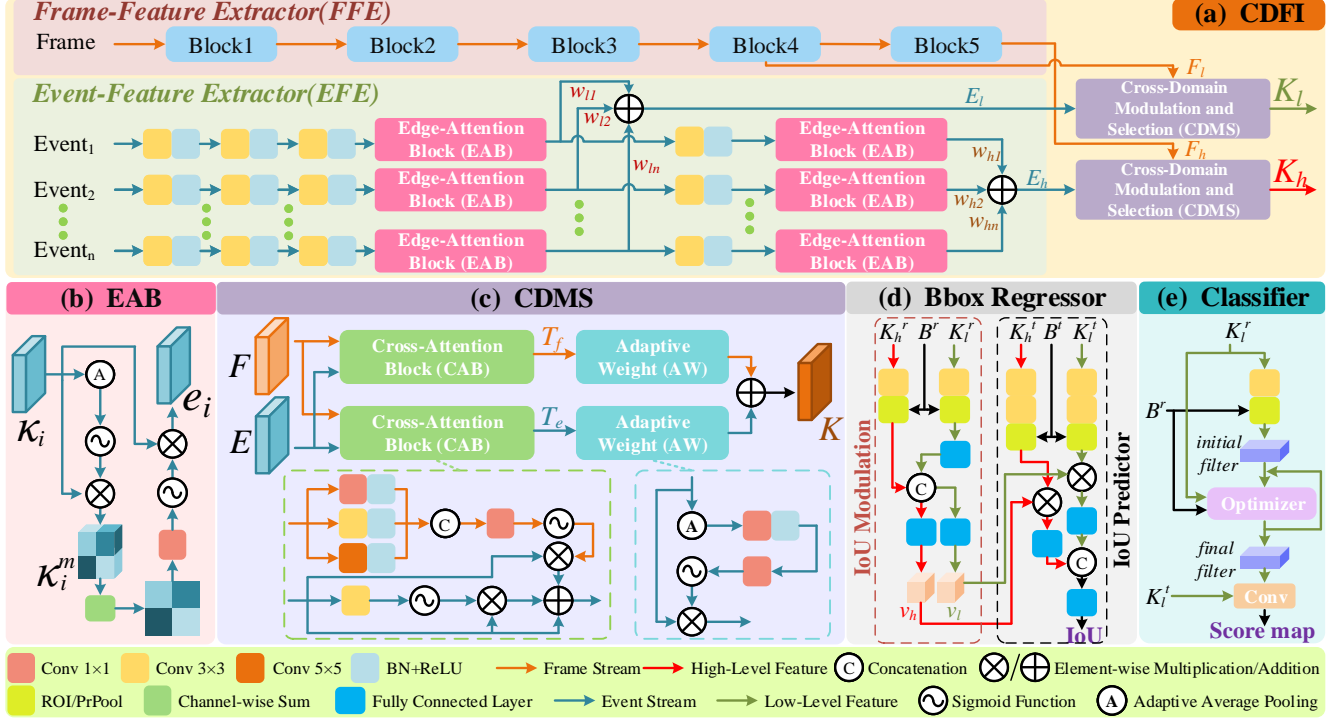 Frame-Feature Extractor(FFE)
(a) CDFI
Frame
Block1
Block2
Block3
Block4
Block5
F_l
Event-Feature Extractor(EFE)
w_l1
w_l2
w_ln
E_l
Cross-Domain
Modulation and
Selection (CDMS)
K_l
Event_1
Edge-Attention
Block (EAB)
Edge-Attention
Block (EAB)
w_h1
F_h
Event_2
Edge-Attention
Block (EAB)
Edge-Attention
Block (EAB)
w_h2
E_h
Cross-Domain
Modulation and
Selection (CDMS)
K_h
w_hn
Event_n
Edge-Attention
Block (EAB)
Edge-Attention
Block (EAB)
(b) EAB
κ_i
A
e_i
κ_i^m
(c) CDMS
F
E
Cross-Attention
Block (CAB)
T_f
Adaptive
Weight (AW)
Cross-Attention
Block (CAB)
T_e
Adaptive
Weight (AW)
K
C
A
(d) Bbox Regressor
K_h^r
B^r
K_l^r
K_h^t
B^t
K_l^t
IoU Modulation
C
v_h
v_l
IoU Predictor
C
IoU
(e) Classifier
K_l^r
B^r
initial
filter
Optimizer
final
filter
K_l^t
Conv
Score map
Conv 1×1
Conv 3×3
Conv 5×5
BN+ReLU
Frame Stream
High-Level Feature
C
Concatenation
/
Element-wise Multiplication/Addition
ROI/PrPool
Channel-wise Sum
Fully Connected Layer
Event Stream
Low-Level Feature
Sigmoid Function
A
Adaptive Average Pooling